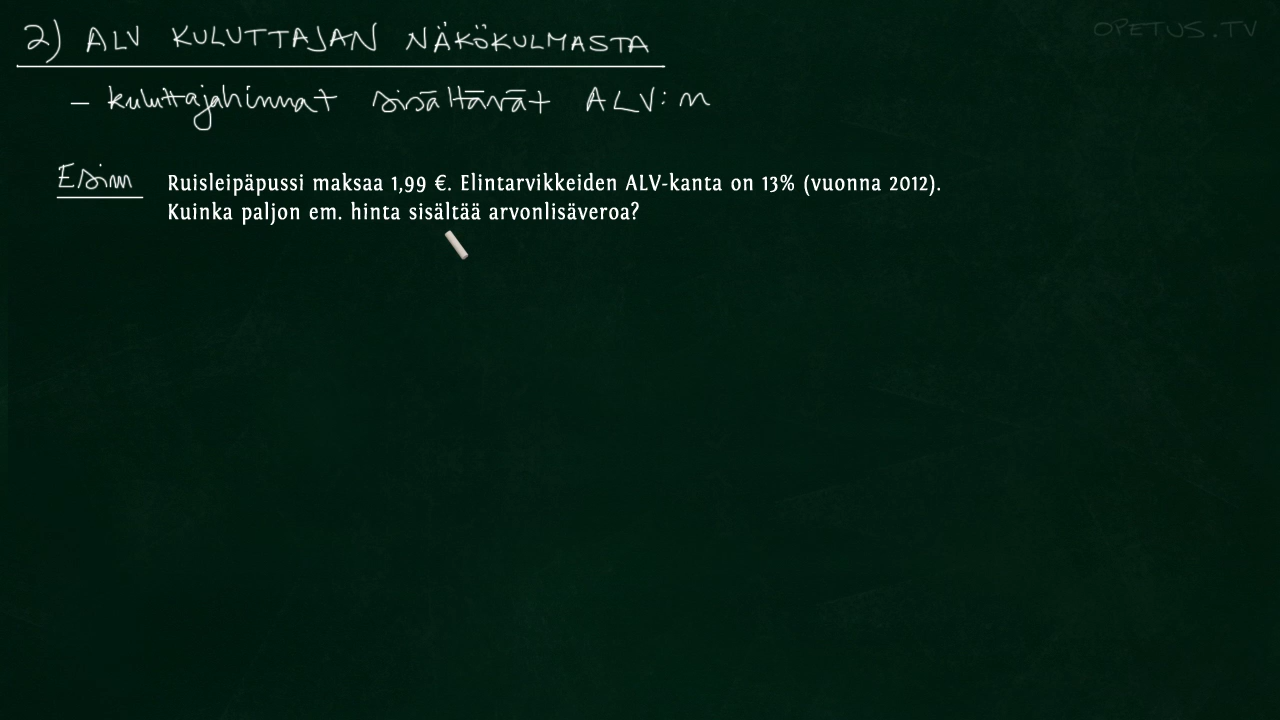 2) ALV KULUTTAJAN NÄKÖKULMASTA
OPETUS.TV
– kuluttajahinnat sisältävät ALV:n
Esim Ruisleipäpussi maksaa 1,99 €. Elintarvikkeiden ALV-kanta on 13% (vuonna 2012).
Kuinka paljon em. hinta sisältää arvonlisäveroa?